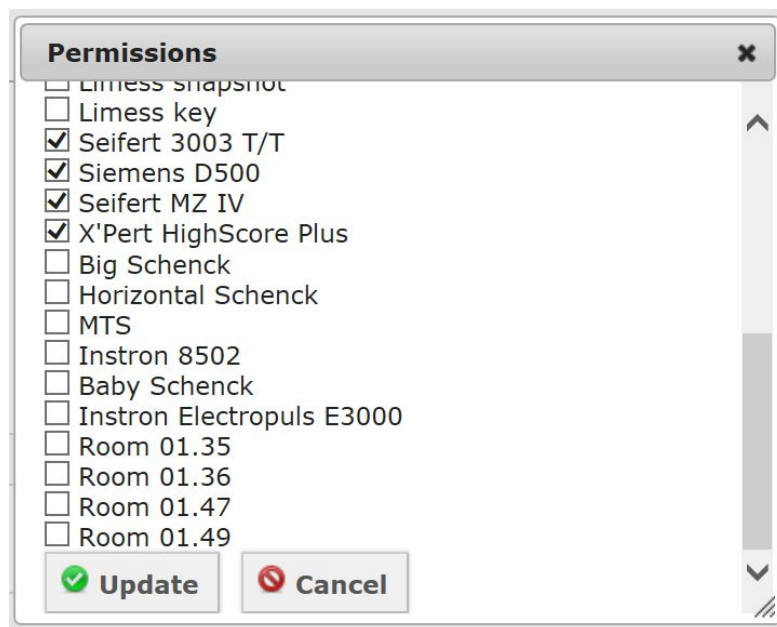 Permissions
Limess snapshot
Limess key
Seifert 3003 T/T
Siemens D500
Seifert MZ IV
X'Pert HighScore Plus
Big Schenck
Horizontal Schenck
MTS
Instron 8502
Baby Schenck
Instron Electropuls E3000
Room 01.35
Room 01.36
Room 01.47
Room 01.49
Update Cancel